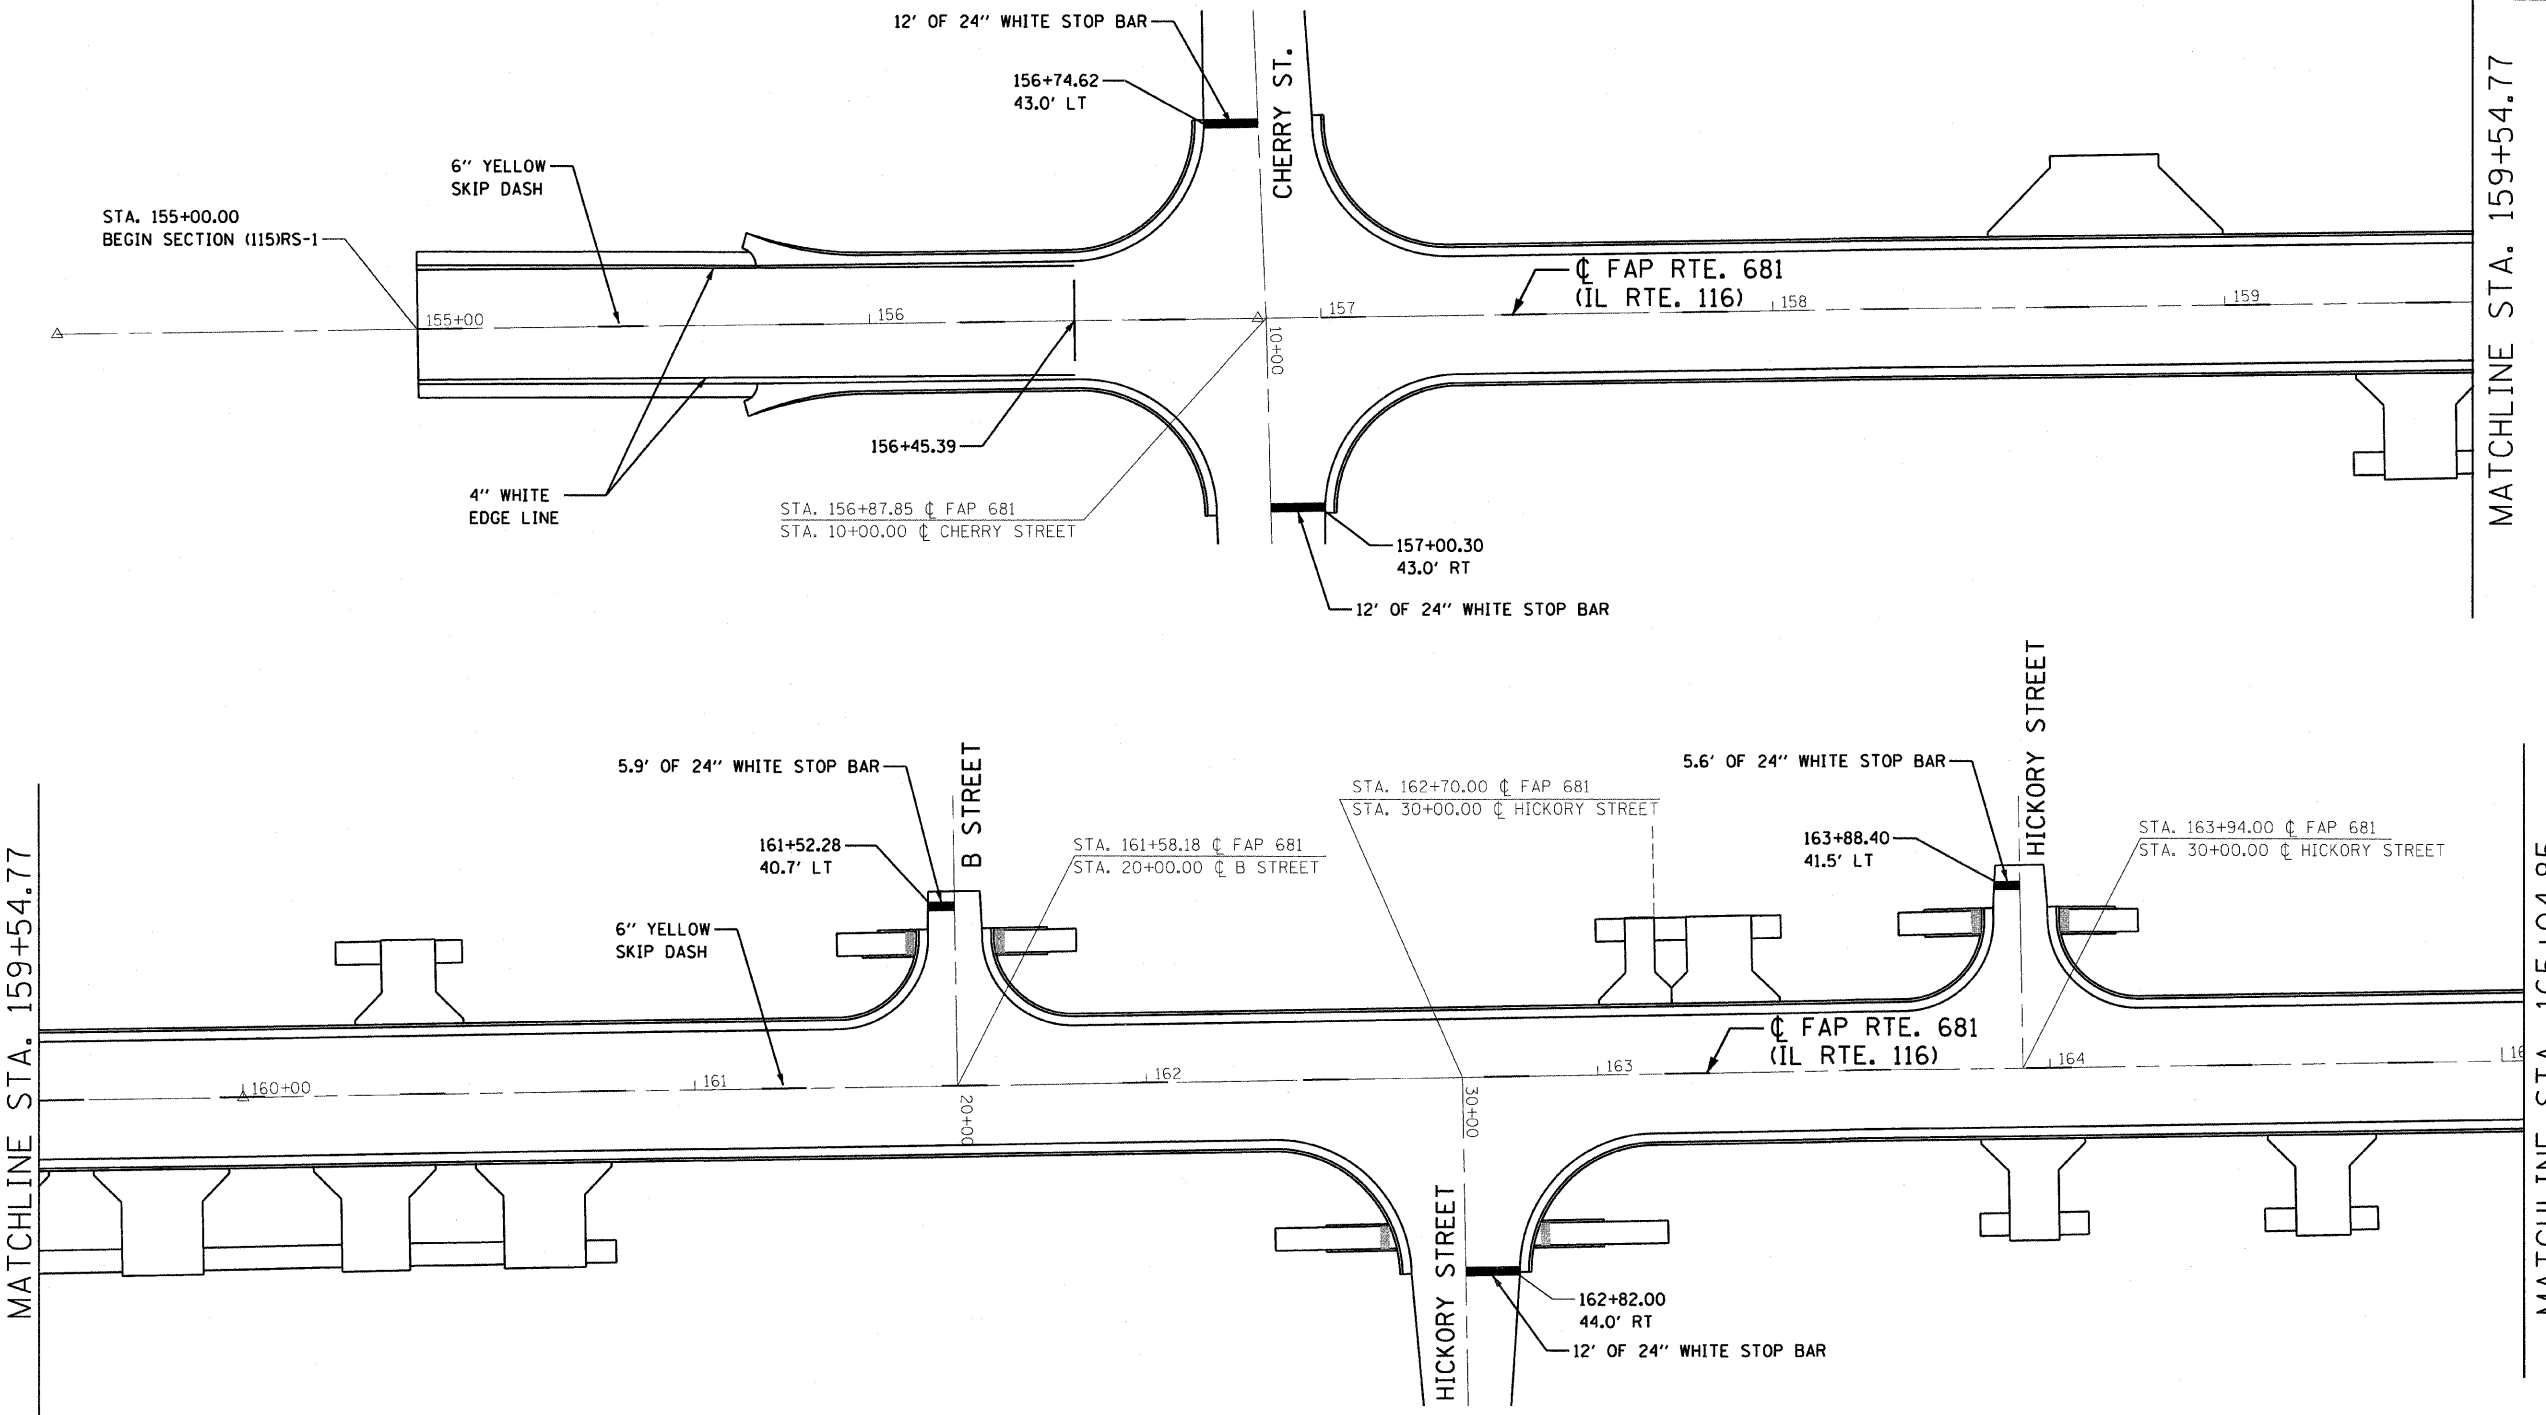 12' OF 24" WHITE STOP BAR
156+74.62
43.0' LT
CHERRY ST.
6" YELLOW
SKIP DASH
STA. 155+00.00
BEGIN SECTION (115)RS-1
℄ FAP RTE. 681
(IL RTE. 116)
155+00
156
157
158
159
10+00
156+45.39
4" WHITE
EDGE LINE
STA. 156+87.85 ℄ FAP 681
STA. 10+00.00 ℄ CHERRY STREET
157+00.30
43.0' RT
12' OF 24" WHITE STOP BAR
MATCHLINE STA. 159+54.77
MATCHLINE STA. 159+54.77
5.9' OF 24" WHITE STOP BAR
B STREET
161+52.28
40.7' LT
STA. 161+58.18 ℄ FAP 681
STA. 20+00.00 ℄ B STREET
6" YELLOW
SKIP DASH
STA. 162+70.00 ℄ FAP 681
STA. 30+00.00 ℄ HICKORY STREET
5.6' OF 24" WHITE STOP BAR
HICKORY STREET
163+88.40
41.5' LT
STA. 163+94.00 ℄ FAP 681
STA. 30+00.00 ℄ HICKORY STREET
℄ FAP RTE. 681
(IL RTE. 116)
160+00
161
162
163
164
20+00
30+00
HICKORY STREET
162+82.00
44.0' RT
12' OF 24" WHITE STOP BAR
MATCHLINE STA.